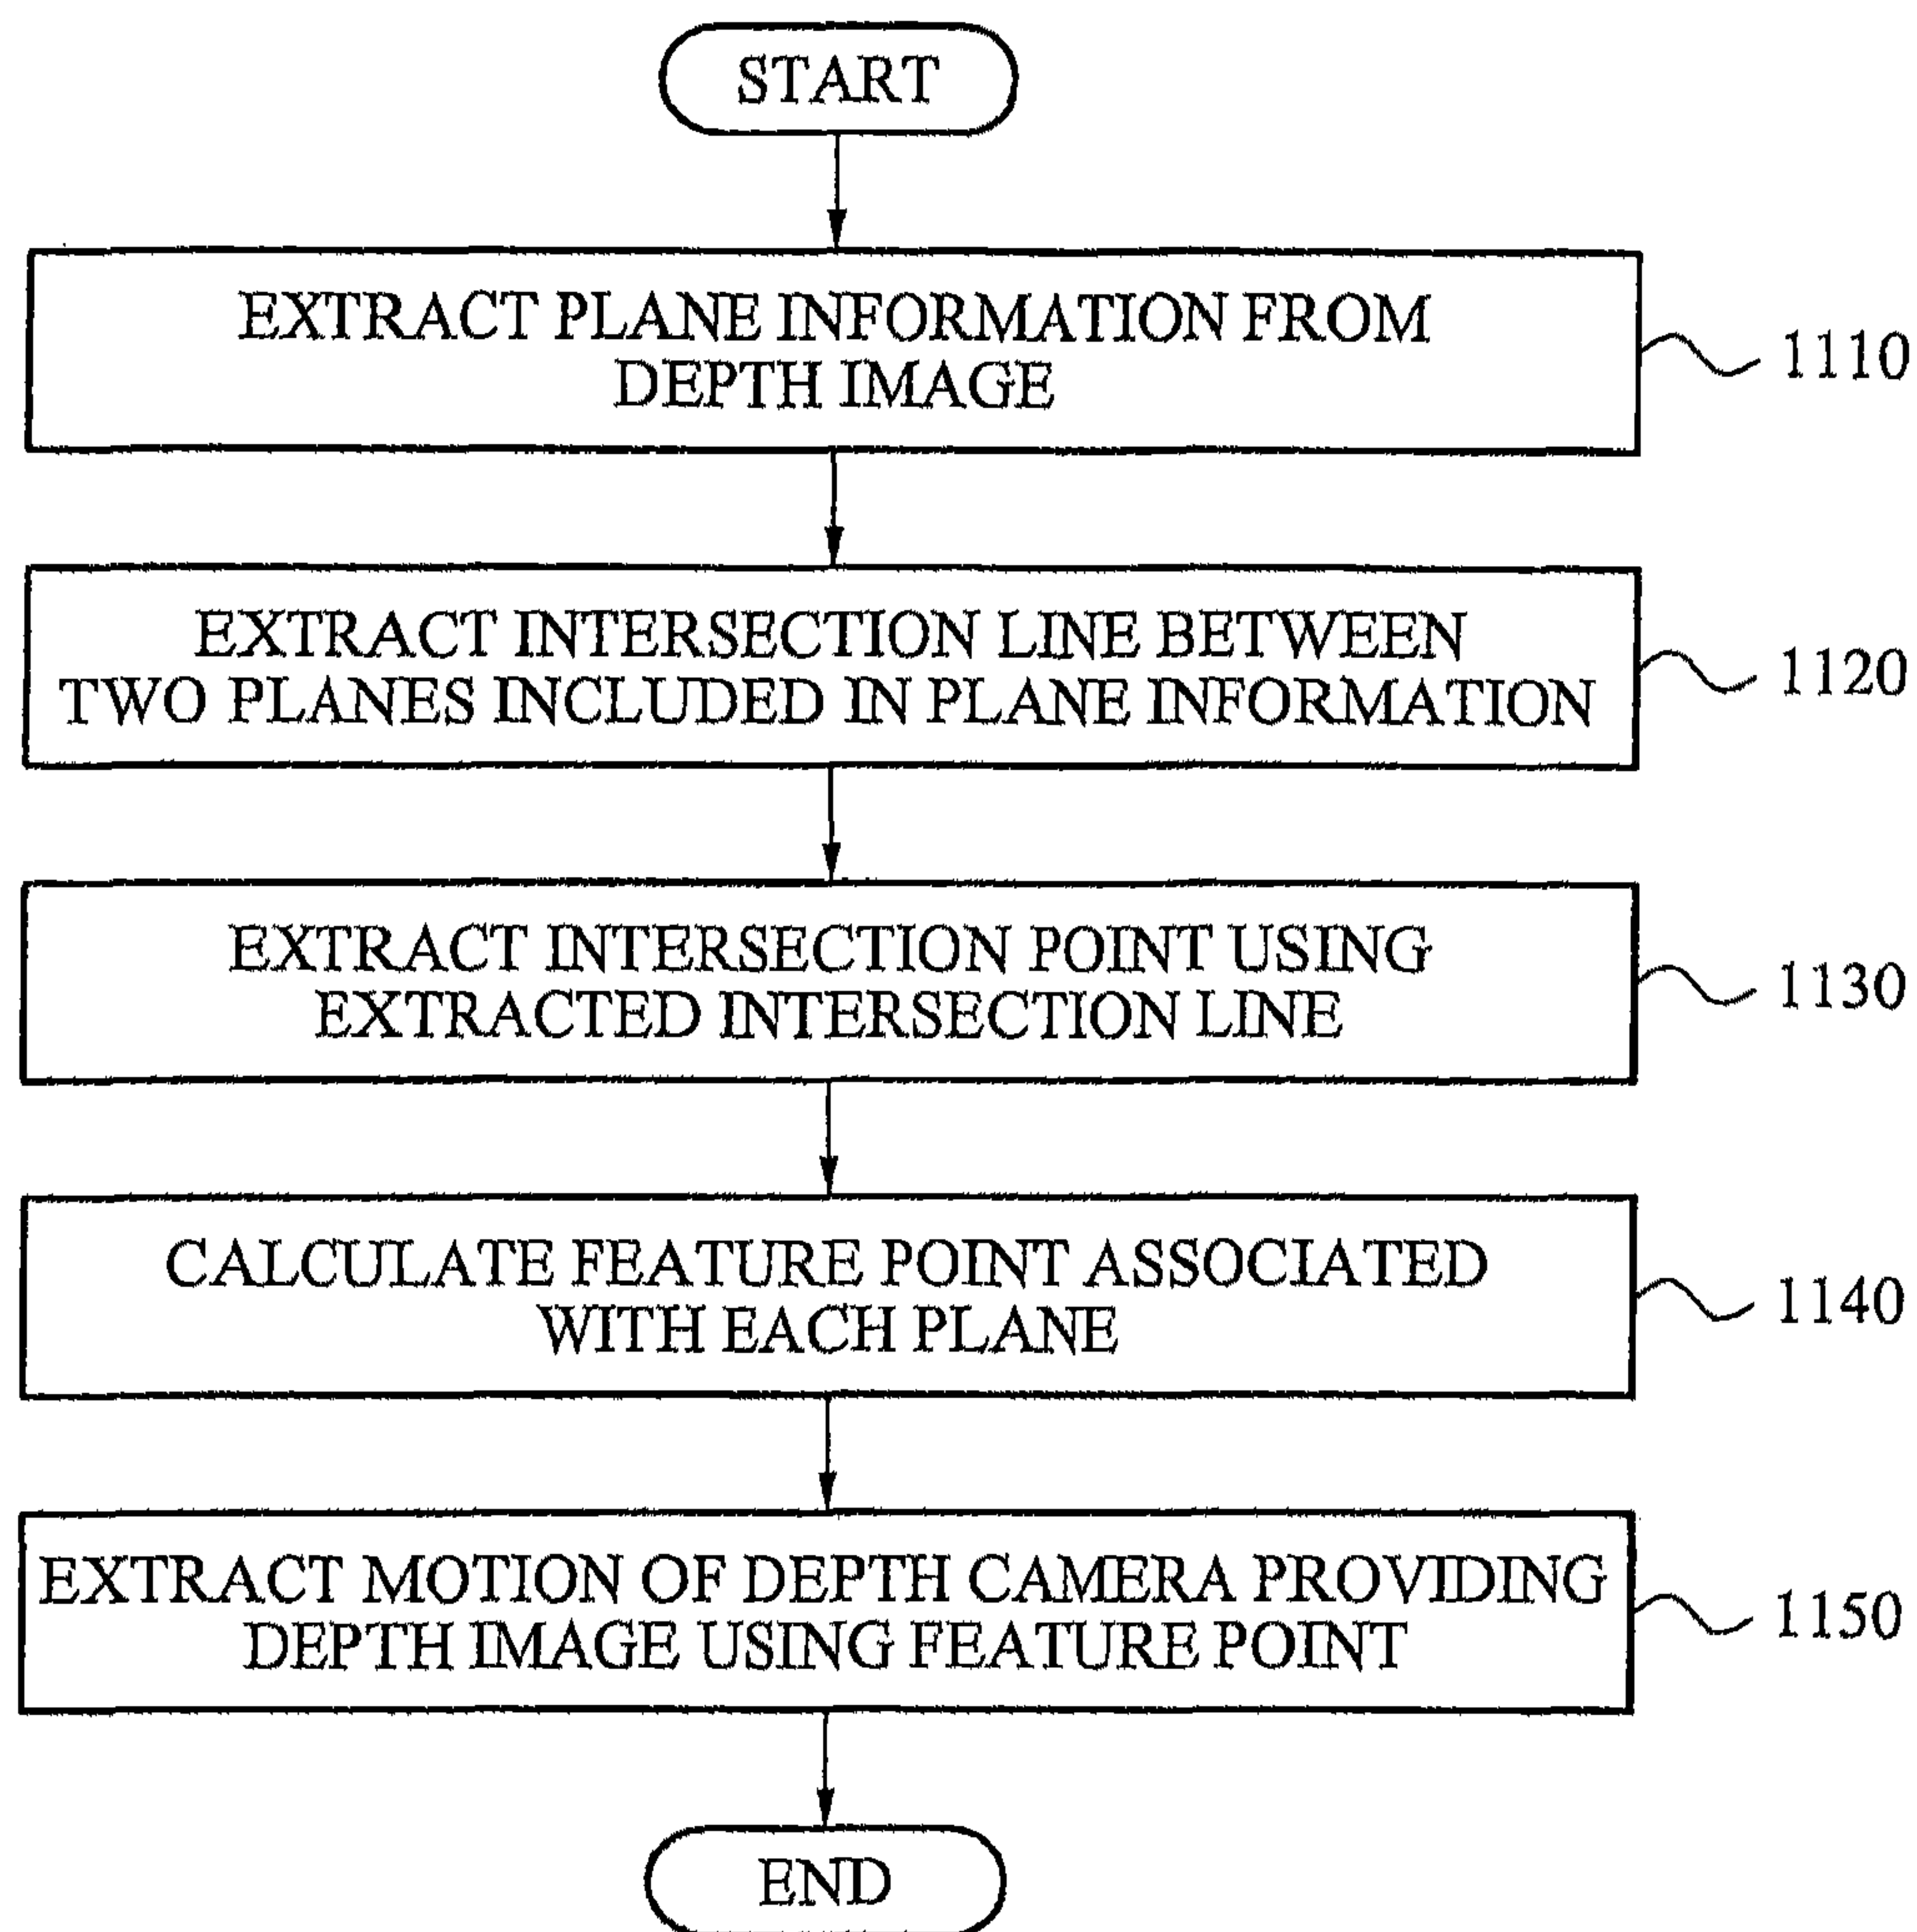 START
EXTRACT PLANE INFORMATION FROM
DEPTH IMAGE
1110
EXTRACT INTERSECTION LINE BETWEEN
TWO PLANES INCLUDED IN PLANE INFORMATION
1120
EXTRACT INTERSECTION POINT USING
EXTRACTED INTERSECTION LINE
1130
CALCULATE FEATURE POINT ASSOCIATED
WITH EACH PLANE
1140
EXTRACT MOTION OF DEPTH CAMERA PROVIDING
DEPTH IMAGE USING FEATURE POINT
1150
END